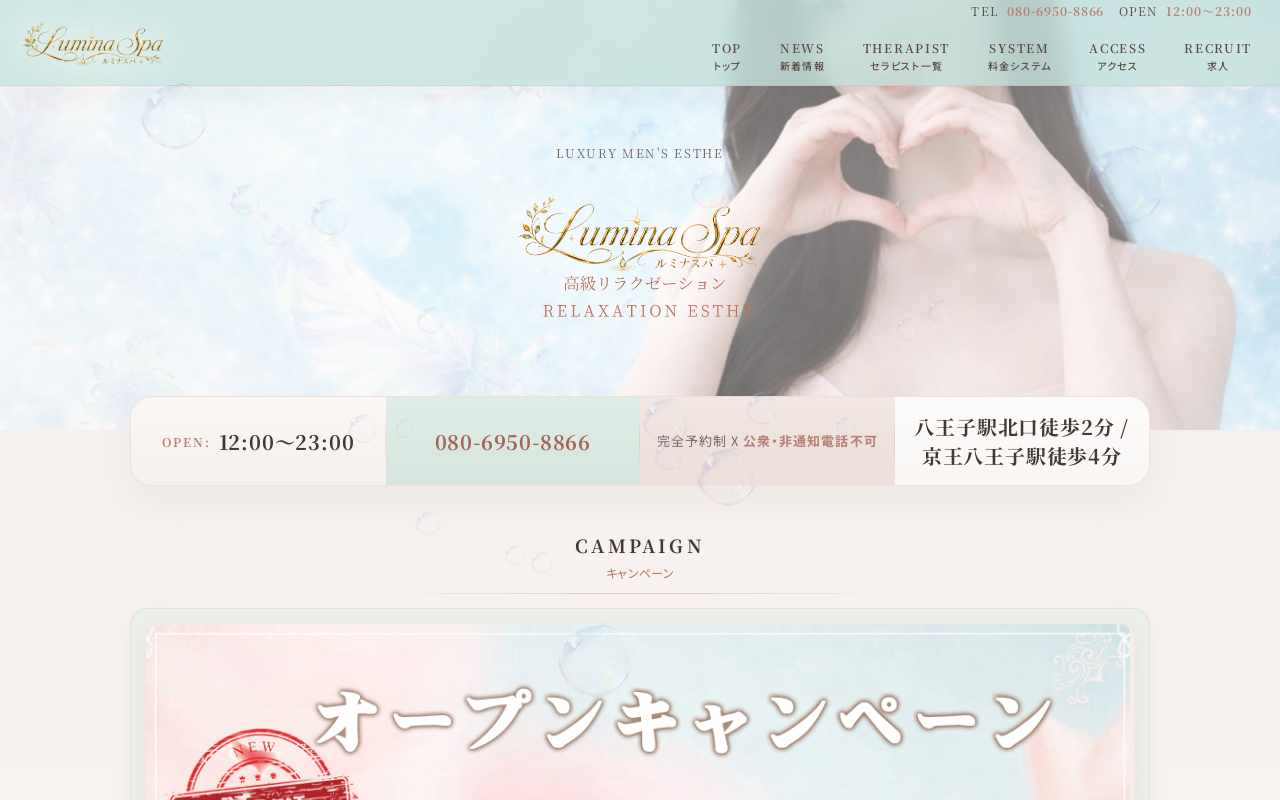 TEL 080-6950-8866 OPEN 12:00～23:00
Lumina Spa
ルミナスパ
TOP NEWS THERAPIST SYSTEM ACCESS RECRUIT
トップ 新着情報 セラピスト一覧 料金システム アクセス 求人
LUXURY MEN'S ESTHE
Lumina Spa
ルミナスパ
高級リラクゼーション
RELAXATION ESTHE
OPEN: 12:00～23:00
080-6950-8866
完全予約制 X 公衆・非通知電話不可
八王子駅北口徒歩2分 /
京王八王子駅徒歩4分
CAMPAIGN
キャンペーン
オープンキャンペーン
NEW